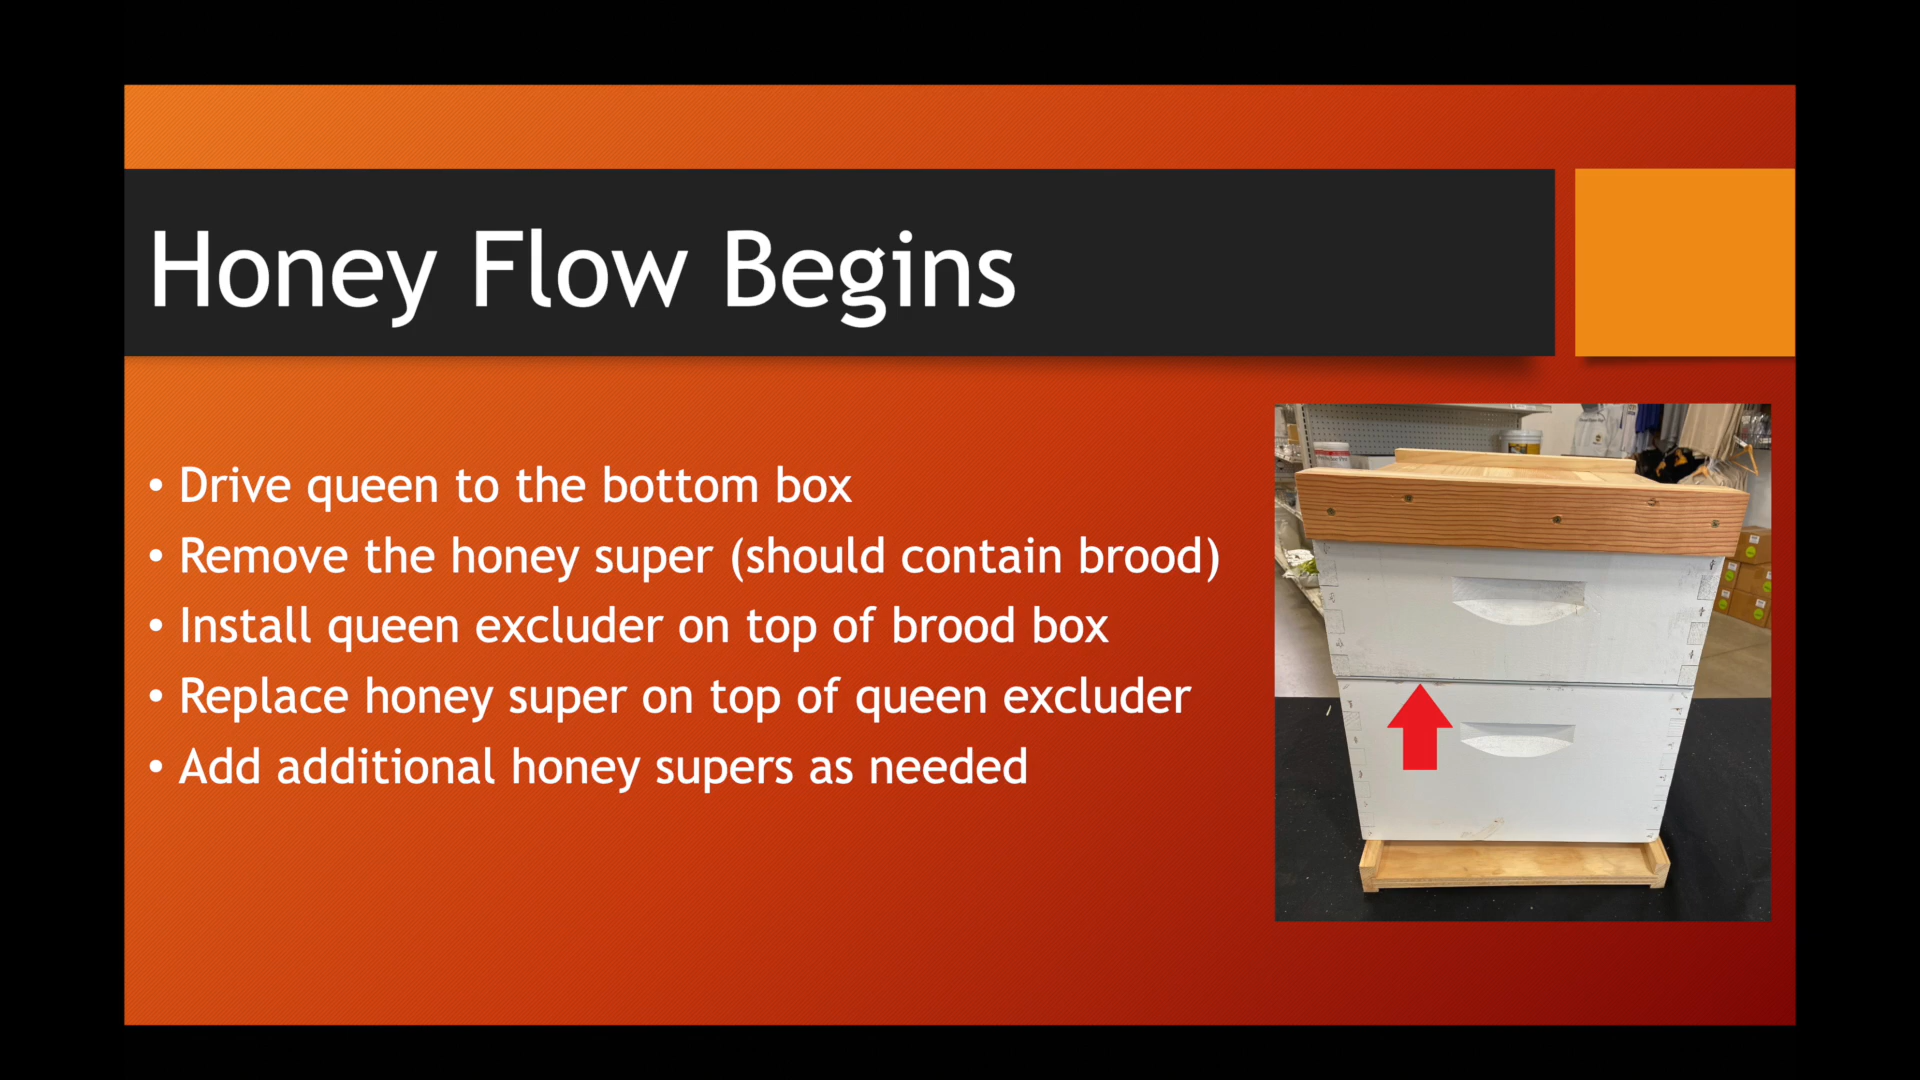 Honey Flow Begins
• Drive queen to the bottom box
• Remove the honey super (should contain brood)
• Install queen excluder on top of brood box
• Replace honey super on top of queen excluder
• Add additional honey supers as needed